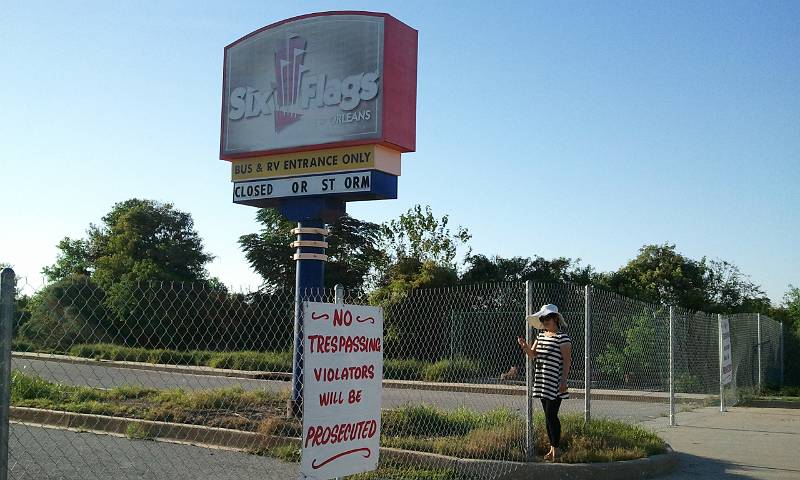 Six Flags
ORLEANS
BUS & RV ENTRANCE ONLY
CLOSED OR ST ORM
NO
TRESPASSING
VIOLATORS
WILL BE
PROSECUTED